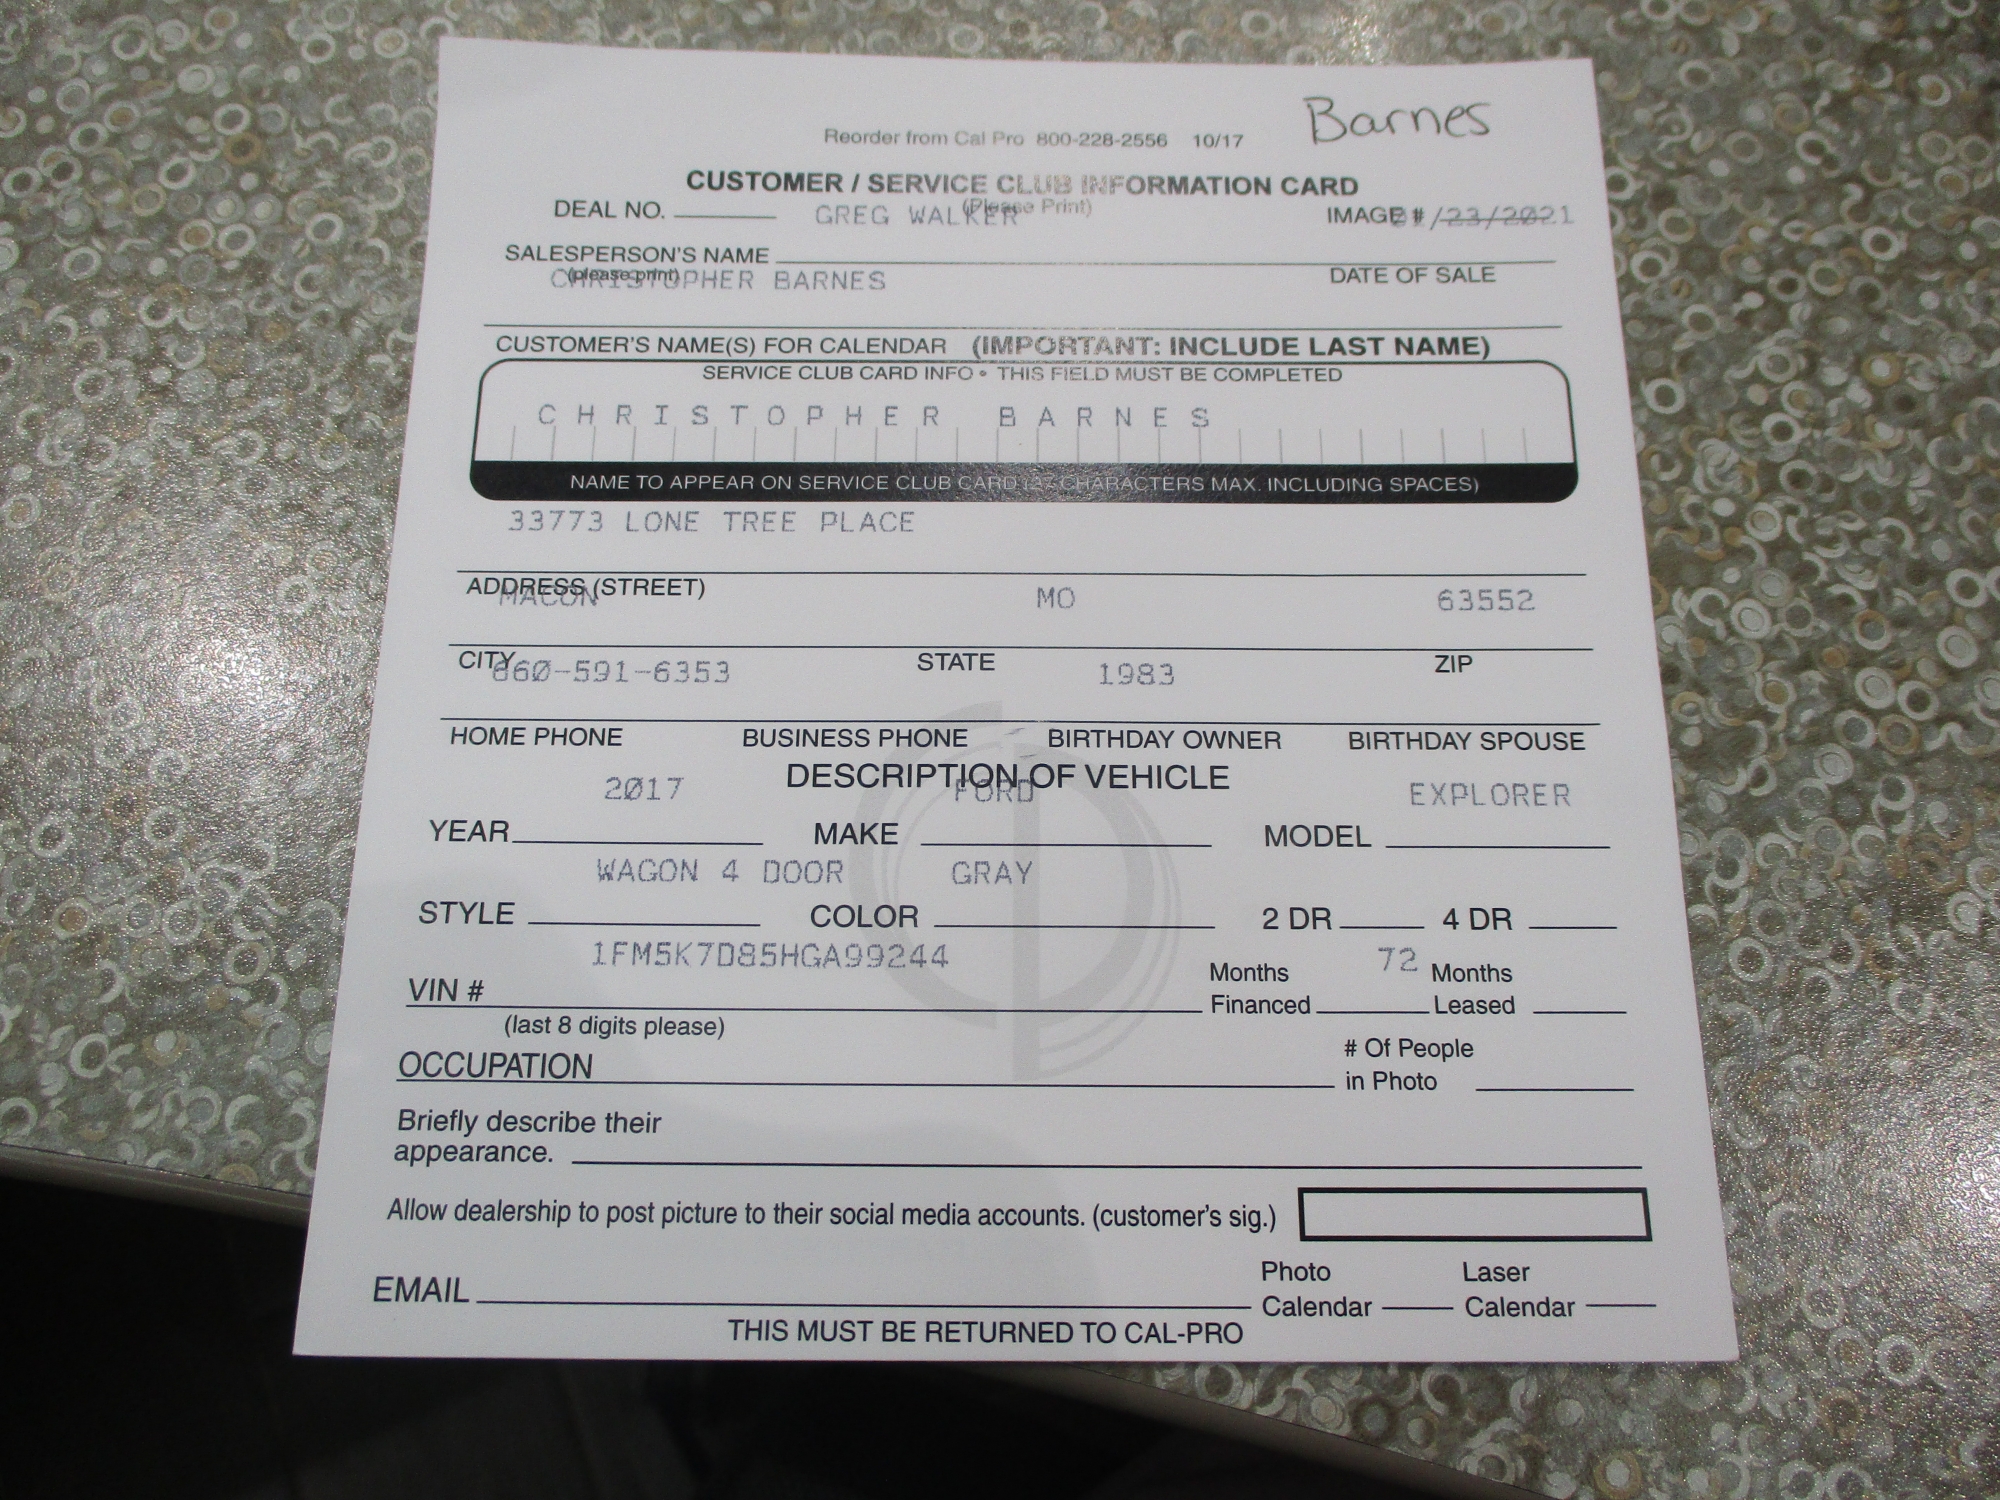 Barnes
Reorder from Cal Pro 800-228-2556 10/17
CUSTOMER / SERVICE CLUB INFORMATION CARD
(Please Print)
DEAL NO. GREG WALKER IMAGE # 01/23/2021
SALESPERSON'S NAME
(please print) DATE OF SALE
CHRISTOPHER BARNES
CUSTOMER'S NAME(S) FOR CALENDAR (IMPORTANT: INCLUDE LAST NAME)
SERVICE CLUB CARD INFO • THIS FIELD MUST BE COMPLETED
CHRISTOPHER BARNES
NAME TO APPEAR ON SERVICE CLUB CARD (27 CHARACTERS MAX. INCLUDING SPACES)
33773 LONE TREE PLACE
ADDRESS (STREET)
MACON MO 63552
CITY STATE ZIP
660-591-6353 1983
HOME PHONE BUSINESS PHONE BIRTHDAY OWNER BIRTHDAY SPOUSE
DESCRIPTION OF VEHICLE
2017 FORD EXPLORER
YEAR MAKE MODEL
WAGON 4 DOOR GRAY
STYLE COLOR 2 DR 4 DR
1FM5K7D85HGA99244 72
VIN # Months Financed Months Leased
(last 8 digits please)
OCCUPATION # Of People in Photo
Briefly describe their
appearance.
Allow dealership to post picture to their social media accounts. (customer's sig.)
EMAIL Photo Calendar Laser Calendar
THIS MUST BE RETURNED TO CAL-PRO